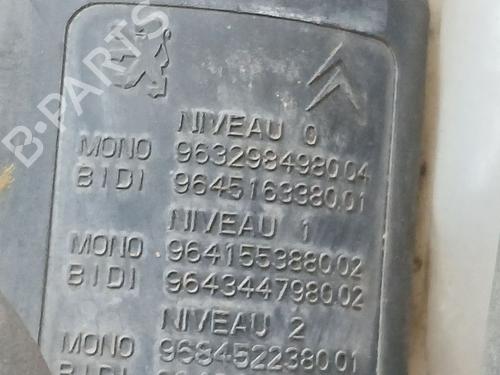 B-PARTS
NIVEAU 0
MONO 9632984980.04
BIDI 9645163380.01
NIVEAU 1
MONO 9641553880.02
BIDI 9643447980.02
NIVEAU 2
MONO 9684522380.01